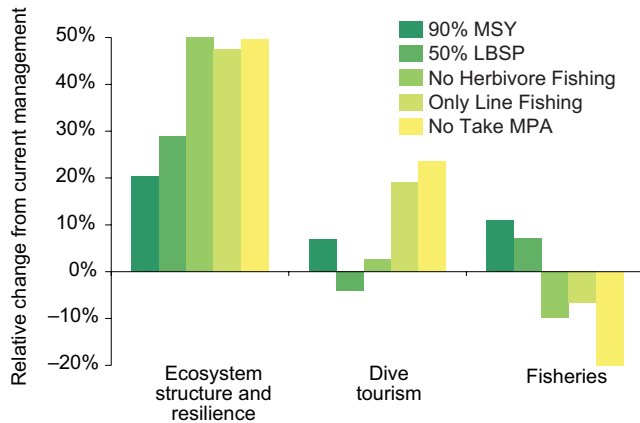 Relative change from current management
50%
40%
30%
20%
10%
0%
–10%
–20%
90% MSY
50% LBSP
No Herbivore Fishing
Only Line Fishing
No Take MPA
Ecosystem
structure and
resilience
Dive
tourism
Fisheries